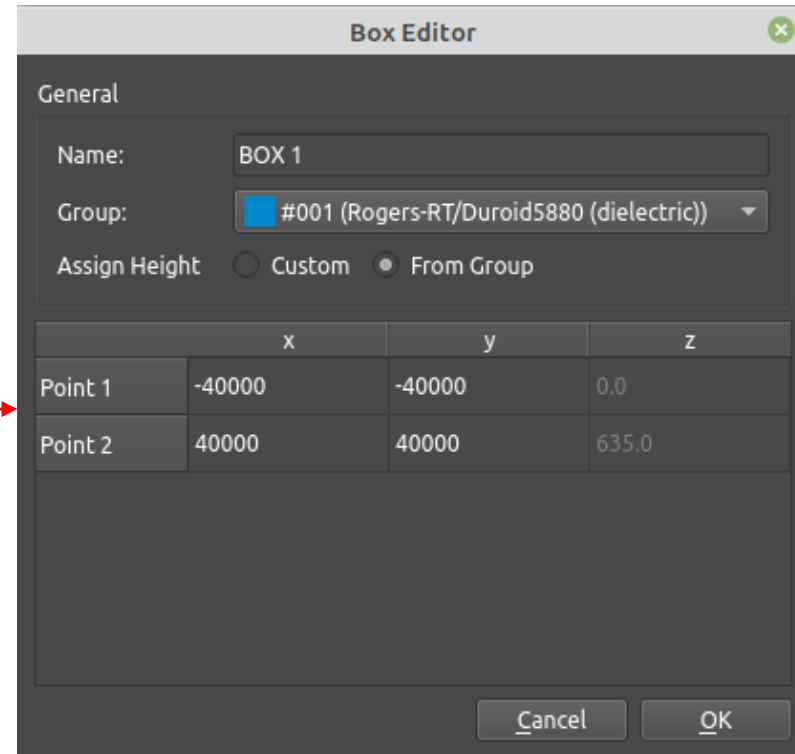 Box Editor
General
Name: BOX 1
Group: #001 (Rogers-RT/Duroid5880 (dielectric))
Assign Height Custom From Group
x y z
Point 1 -40000 -40000 0.0
Point 2 40000 40000 635.0
Cancel OK